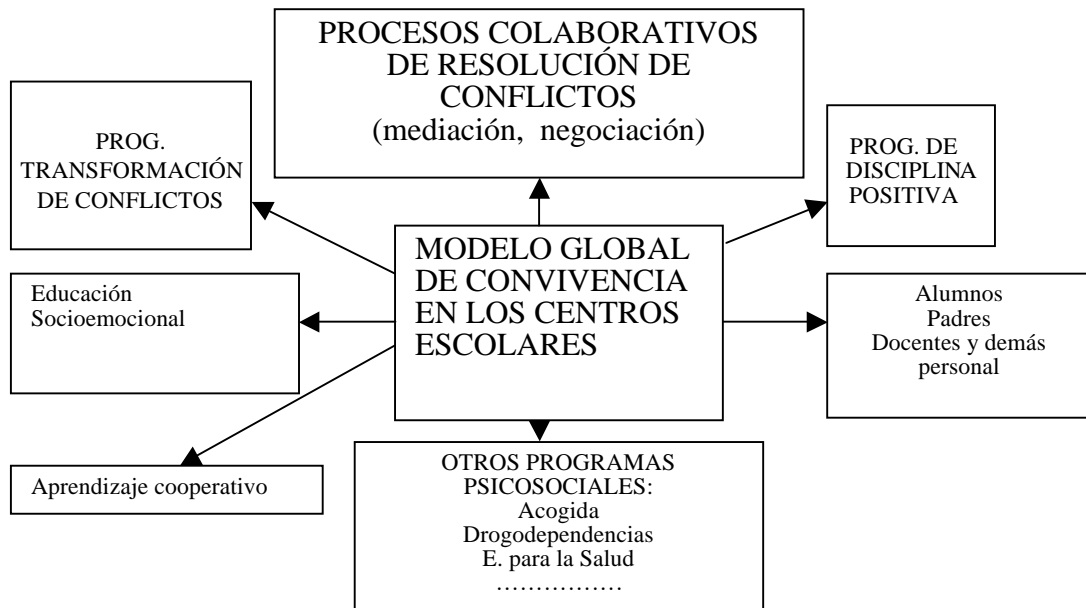 PROCESOS COLABORATIVOS
DE RESOLUCIÓN DE
CONFLICTOS
(mediación, negociación)
PROG.
TRANSFORMACIÓN
DE CONFLICTOS
PROG. DE
DISCIPLINA
POSITIVA
MODELO GLOBAL
DE CONVIVENCIA
EN LOS CENTROS
ESCOLARES
Educación
Socioemocional
Alumnos
Padres
Docentes y demás
personal
Aprendizaje cooperativo
OTROS PROGRAMAS
PSICOSOCIALES:
Acogida
Drogodependencias
E. para la Salud
…………….